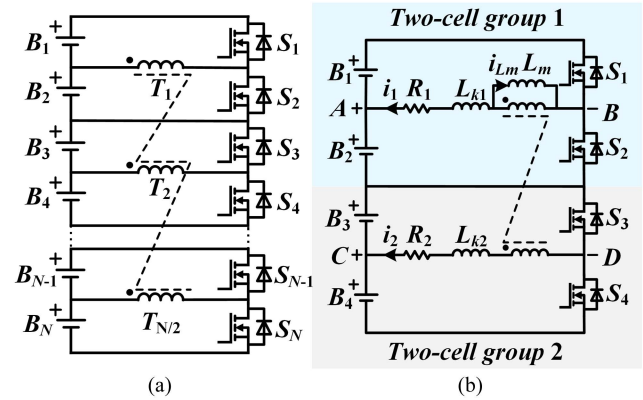 Two-cell group 1
B1 + S1
T1
B2 + S2
B3 + S3
T2
B4 + S4
BN-1 + SN-1
TN/2
BN + SN
(a)
B1 + S1
iLm Lm
A + i1 R1 Lk1 − B
B2 + S2
B3 + S3
C + i2 R2 Lk2 − D
B4 + S4
Two-cell group 2
(b)